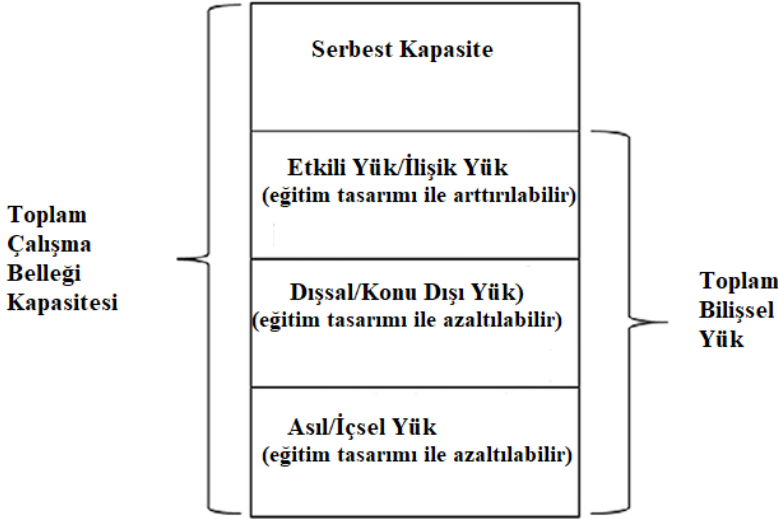 Serbest Kapasite
Etkili Yük/İlişik Yük
(eğitim tasarımı ile arttırılabilir)
Toplam
Çalışma
Belleği
Kapasitesi
Dışsal/Konu Dışı Yük)
(eğitim tasarımı ile azaltılabilir)
Toplam
Bilişsel
Yük
Asıl/İçsel Yük
(eğitim tasarımı ile azaltılabilir)